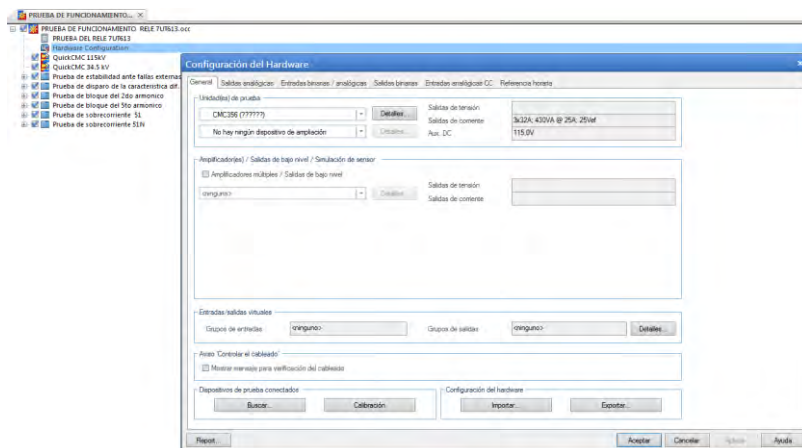 PRUEBA DE FUNCIONAMIENTO...
PRUEBA DE FUNCIONAMIENTO RELE 7UT613.occ
PRUEBA DEL RELE 7UT613
Hardware Configuration
QuickCMC 115kV
QuickCMC 34.5 kV
Prueba de estabilidad ante fallas externas
Prueba de disparo de la caracteristica dif.
Prueba de bloque del 2do armonico
Prueba de bloque del 5to armonico
Prueba de sobrecorriente 51
Prueba de sobrecorriente 51N
Configuración del Hardware
General Salidas analógicas Entradas binarias / analógicas Salidas binarias Entradas analógicas CC Referencia horaria
Unidad(es) de prueba
CMC356 (??????) Detalles...
Salidas de tensión
Salidas de corriente 3x32A; 430VA @ 25A; 25Vef
No hay ningún dispositivo de ampliación Detalles...
Aux. DC 115.0V
Amplificador(es) / Salidas de bajo nivel / Simulación de sensor
Amplificadores múltiples / Salidas de bajo nivel
<ninguno> Detalles...
Salidas de tensión
Salidas de corriente
Entradas/salidas virtuales
Grupos de entradas <ninguno> Grupos de salidas <ninguno> Detalles...
Aviso 'Controlar el cableado'
Mostrar mensaje para verificación del cableado
Dispositivos de prueba conectados Configuración del hardware
Buscar... Calibración Importar... Exportar...
Report... Aceptar Cancelar Aplicar Ayuda